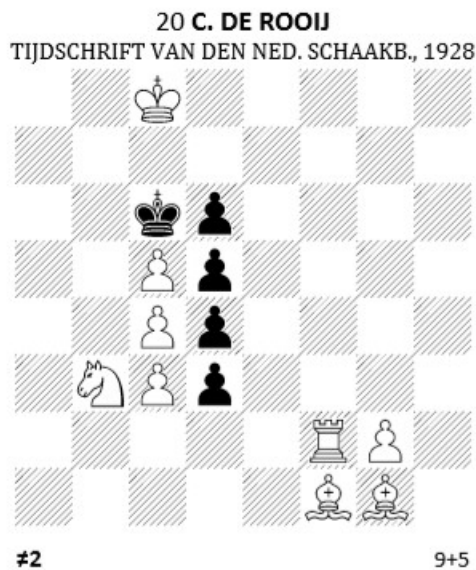 20 C. DE ROOIJ
TIJDSCHRIFT VAN DEN NED. SCHAAKB., 1928
≠2 9+5